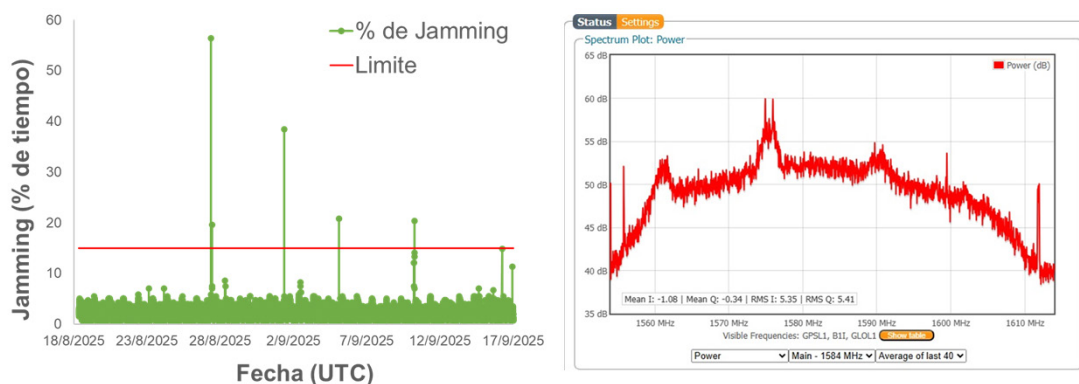 60
50
40
30
20
10
0
Jamming (% de tiempo)
% de Jamming
Limite
18/8/2025 23/8/2025 28/8/2025 2/9/2025 7/9/2025 12/9/2025 17/9/2025
Fecha (UTC)
Status Settings
Spectrum Plot: Power
65 dB
60 dB
55 dB
50 dB
45 dB
40 dB
35 dB
Power (dB)
Mean I: -1.08 | Mean Q: -0.34 | RMS I: 5.35 | RMS Q: 5.41
1560 MHz 1570 MHz 1580 MHz 1590 MHz 1600 MHz 1610 MHz
Visible Frequencies: GPSL1, B1I, GLOL1 Show table
Power Main - 1584 MHz Average of last 40